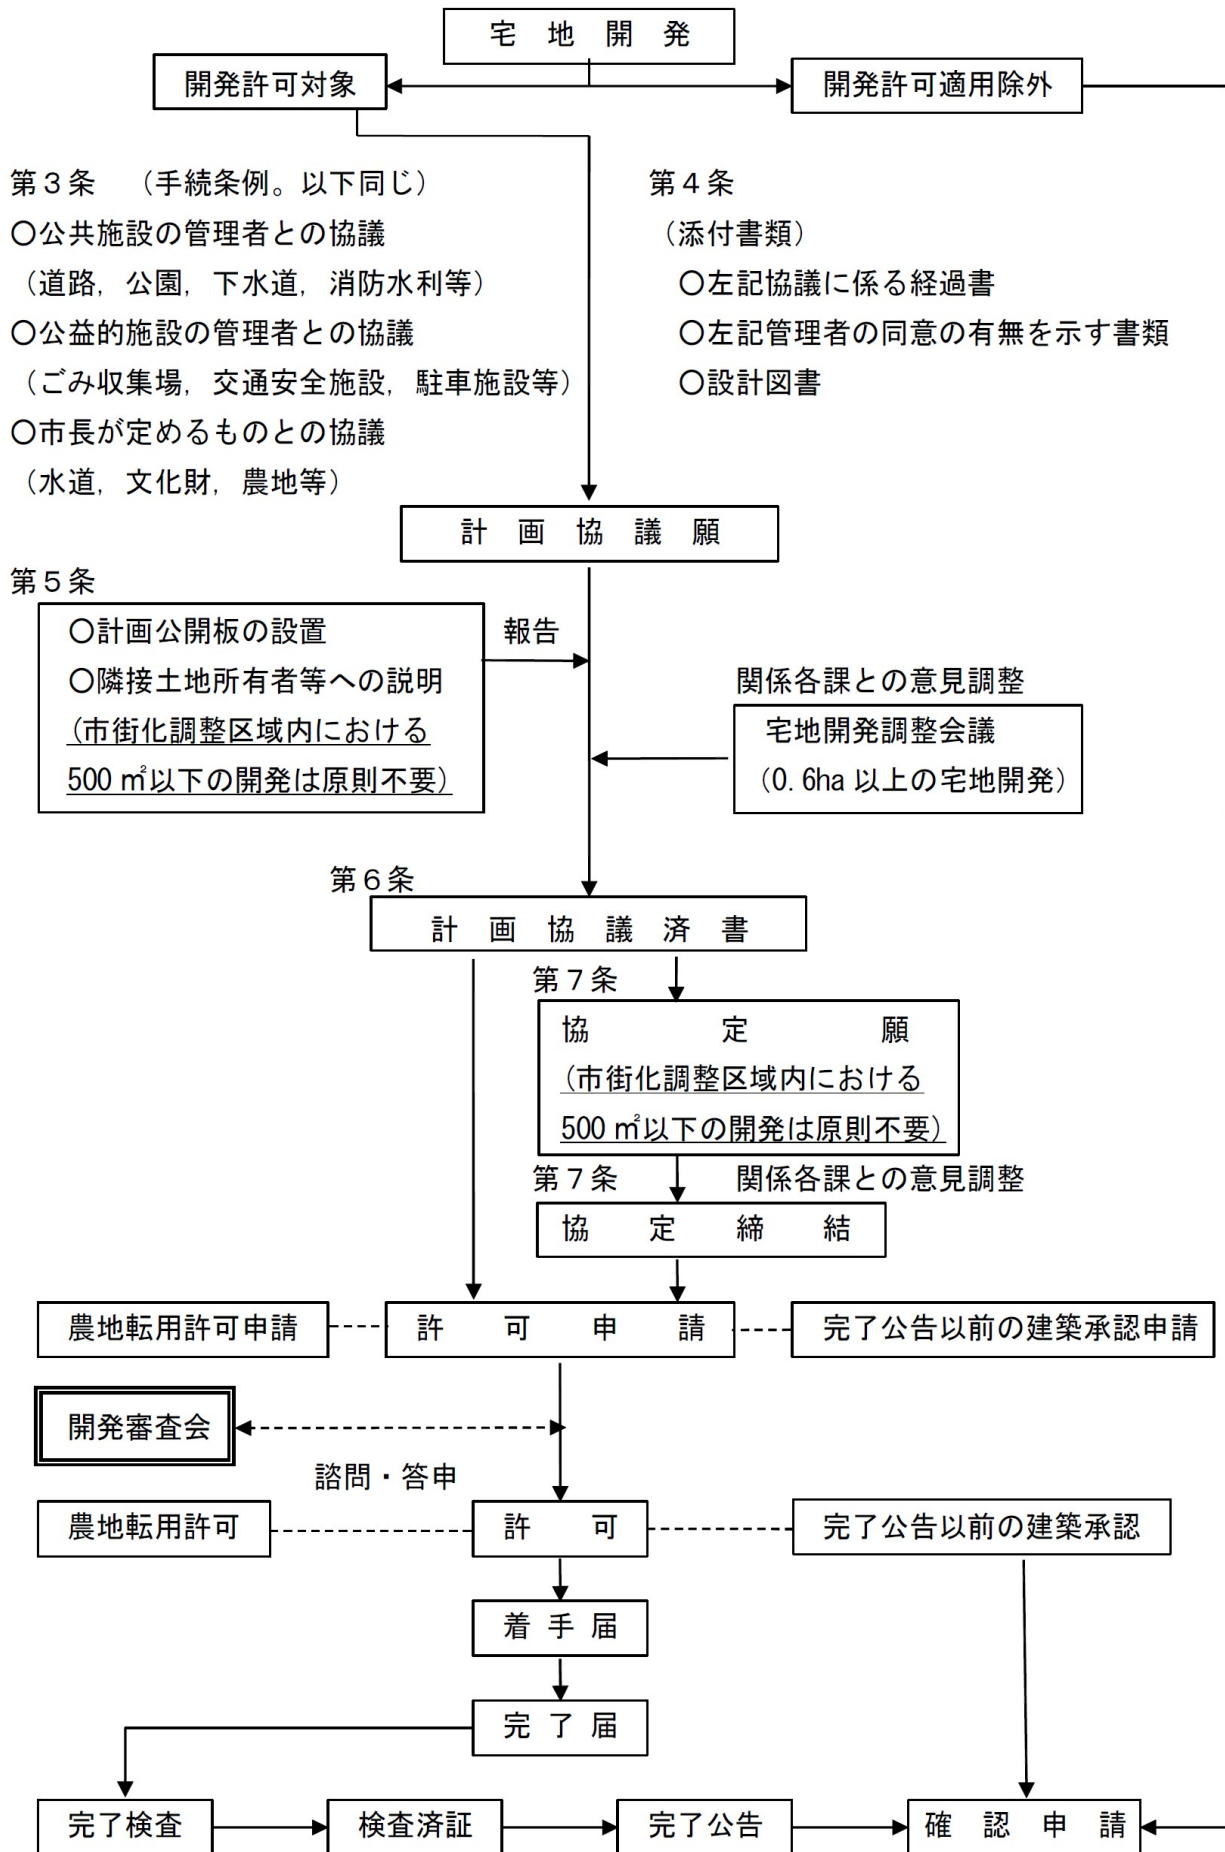 宅地開発
開発許可対象
開発許可適用除外
第３条　（手続条例。以下同じ）
○公共施設の管理者との協議
（道路，公園，下水道，消防水利等）
○公益的施設の管理者との協議
（ごみ収集場，交通安全施設，駐車施設等）
○市長が定めるものとの協議
（水道，文化財，農地等）
第４条
（添付書類）
○左記協議に係る経過書
○左記管理者の同意の有無を示す書類
○設計図書
計画協議願
第５条
○計画公開板の設置
○隣接土地所有者等への説明
（市街化調整区域内における
500㎡以下の開発は原則不要）
報告
関係各課との意見調整
宅地開発調整会議
（0.6ha以上の宅地開発）
第６条
計画協議済書
第７条
協定願
（市街化調整区域内における
500㎡以下の開発は原則不要）
第７条
関係各課との意見調整
協定締結
農地転用許可申請
許可申請
完了公告以前の建築承認申請
開発審査会
諮問・答申
農地転用許可
許可
完了公告以前の建築承認
着手届
完了届
完了検査
検査済証
完了公告
確認申請